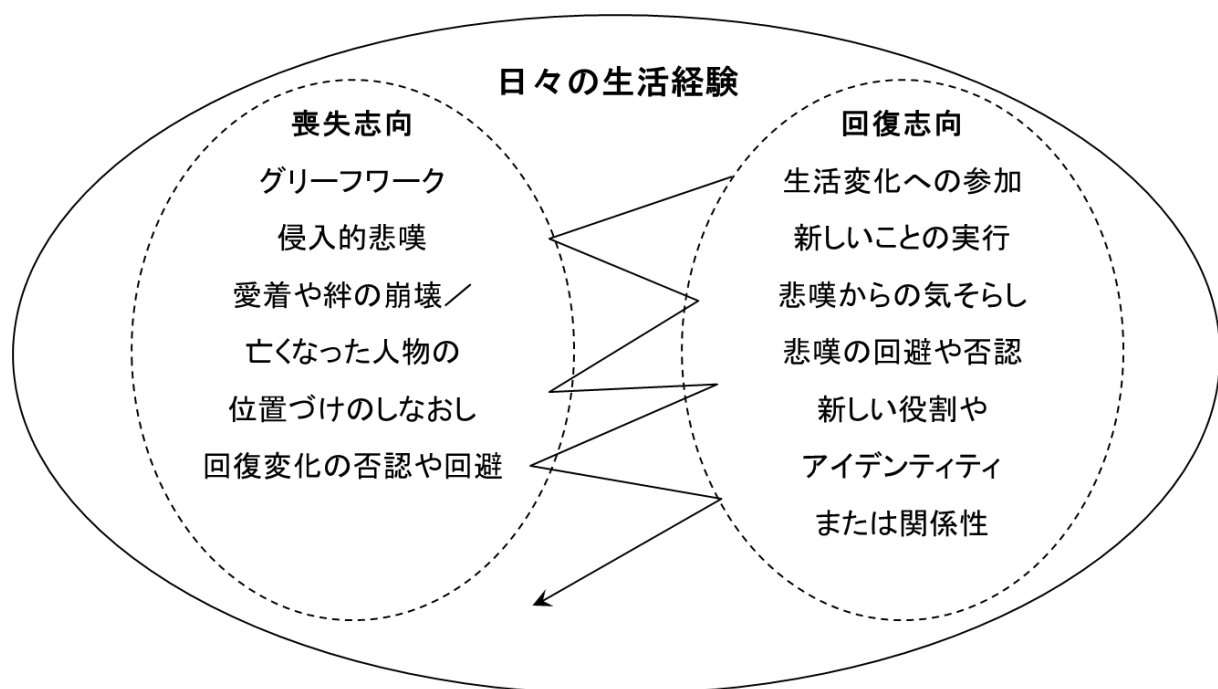 日々の生活経験
喪失志向
グリーフワーク
侵入的悲嘆
愛着や絆の崩壊／
亡くなった人物の
位置づけのしなおし
回復変化の否認や回避
回復志向
生活変化への参加
新しいことの実行
悲嘆からの気そらし
悲嘆の回避や否認
新しい役割や
アイデンティティ
または関係性